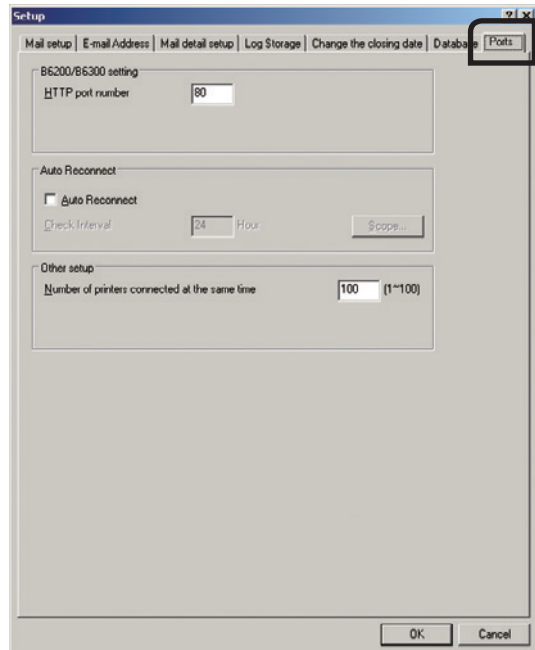 Setup
Mail setup E-mail Address Mail detail setup Log Storage Change the closing date Database Ports
B6200/B6300 setting
HTTP port number 80
Auto Reconnect
Auto Reconnect
Check Interval 24 Hour Scope...
Other setup
Number of printers connected at the same time 100 (1~100)
OK Cancel